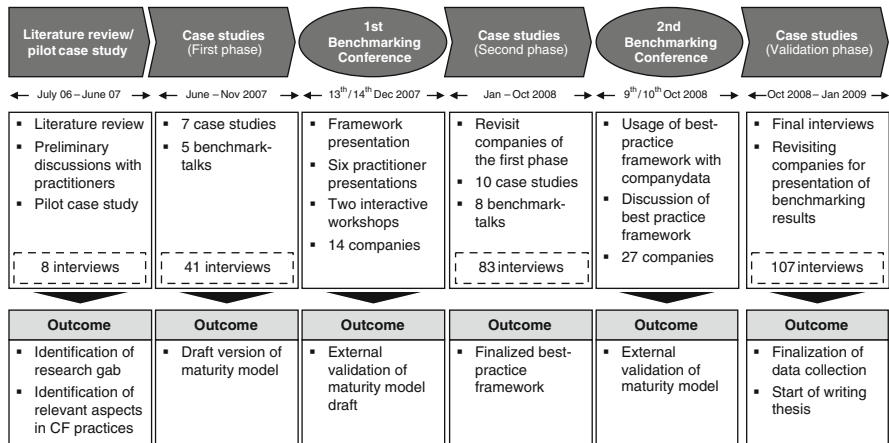 Literature review/
pilot case study
Case studies
(First phase)
1st
Benchmarking
Conference
Case studies
(Second phase)
2nd
Benchmarking
Conference
Case studies
(Validation phase)
July 06 – June 07
June – Nov 2007
13th/14th Dec 2007
Jan – Oct 2008
9th/10th Oct 2008
Oct 2008 – Jan 2009
▪ Literature review
▪ Preliminary
discussions with
practitioners
▪ Pilot case study
8 interviews
▪ 7 case studies
▪ 5 benchmark-
talks
41 interviews
▪ Framework
presentation
▪ Six practitioner
presentations
▪ Two interactive
workshops
▪ 14 companies
▪ Revisit
companies of
the first phase
▪ 10 case studies
▪ 8 benchmark-
talks
83 interviews
▪ Usage of best-
practice
framework with
companydata
▪ Discussion of
best practice
framework
▪ 27 companies
▪ Final interviews
▪ Revisiting
companies for
presentation of
benchmarking
results
107 interviews
Outcome
▪ Identification of
research gab
▪ Identification of
relevant aspects
in CF practices
Outcome
▪ Draft version of
maturity model
Outcome
▪ External
validation of
maturity model
draft
Outcome
▪ Finalized best-
practice
framework
Outcome
▪ External
validation of
maturity model
Outcome
▪ Finalization of
data collection
▪ Start of writing
thesis